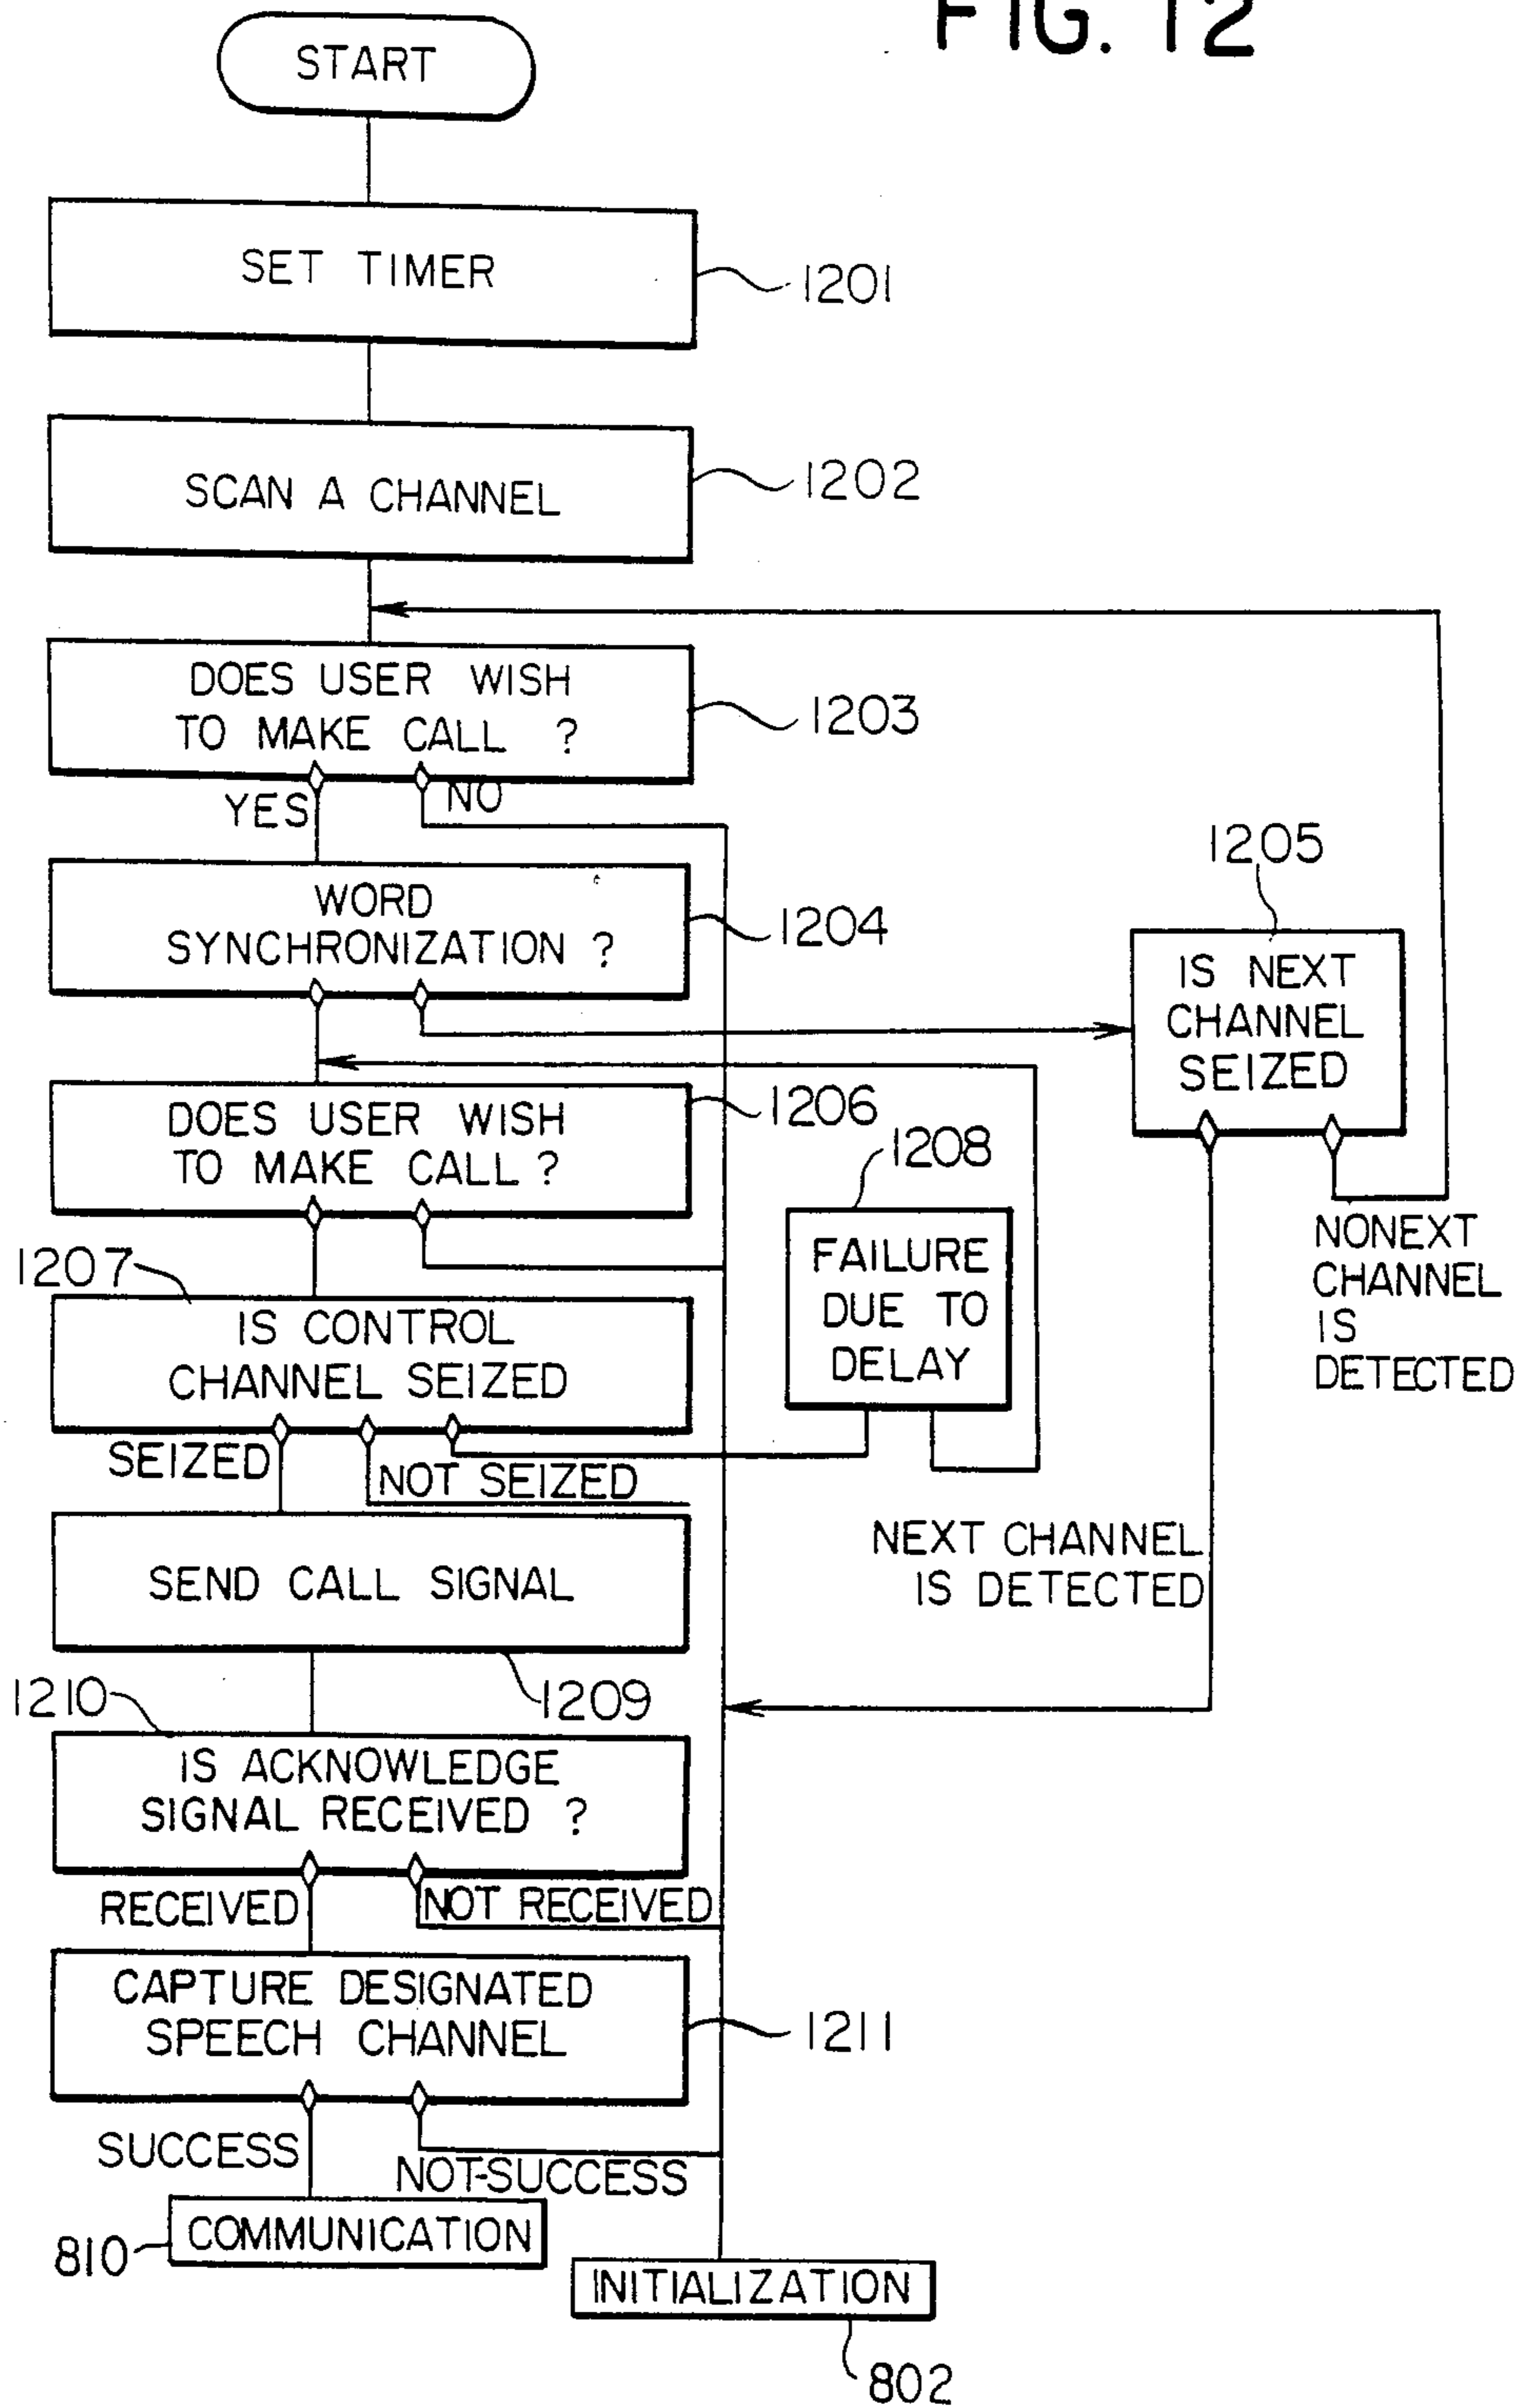 FIG. 12
START
SET TIMER
1201
SCAN A CHANNEL
1202
DOES USER WISH
TO MAKE CALL ?
1203
YES
NO
WORD
SYNCHRONIZATION ?
1204
1205
IS NEXT
CHANNEL
SEIZED
DOES USER WISH
TO MAKE CALL ?
1206
1208
FAILURE
DUE TO
DELAY
NONEXT
CHANNEL
IS
DETECTED
1207
IS CONTROL
CHANNEL SEIZED
SEIZED
NOT SEIZED
NEXT CHANNEL
IS DETECTED
SEND CALL SIGNAL
1209
1210
IS ACKNOWLEDGE
SIGNAL RECEIVED ?
RECEIVED
NOT RECEIVED
CAPTURE DESIGNATED
SPEECH CHANNEL
1211
SUCCESS
NOT-SUCCESS
COMMUNICATION
810
INITIALIZATION
802